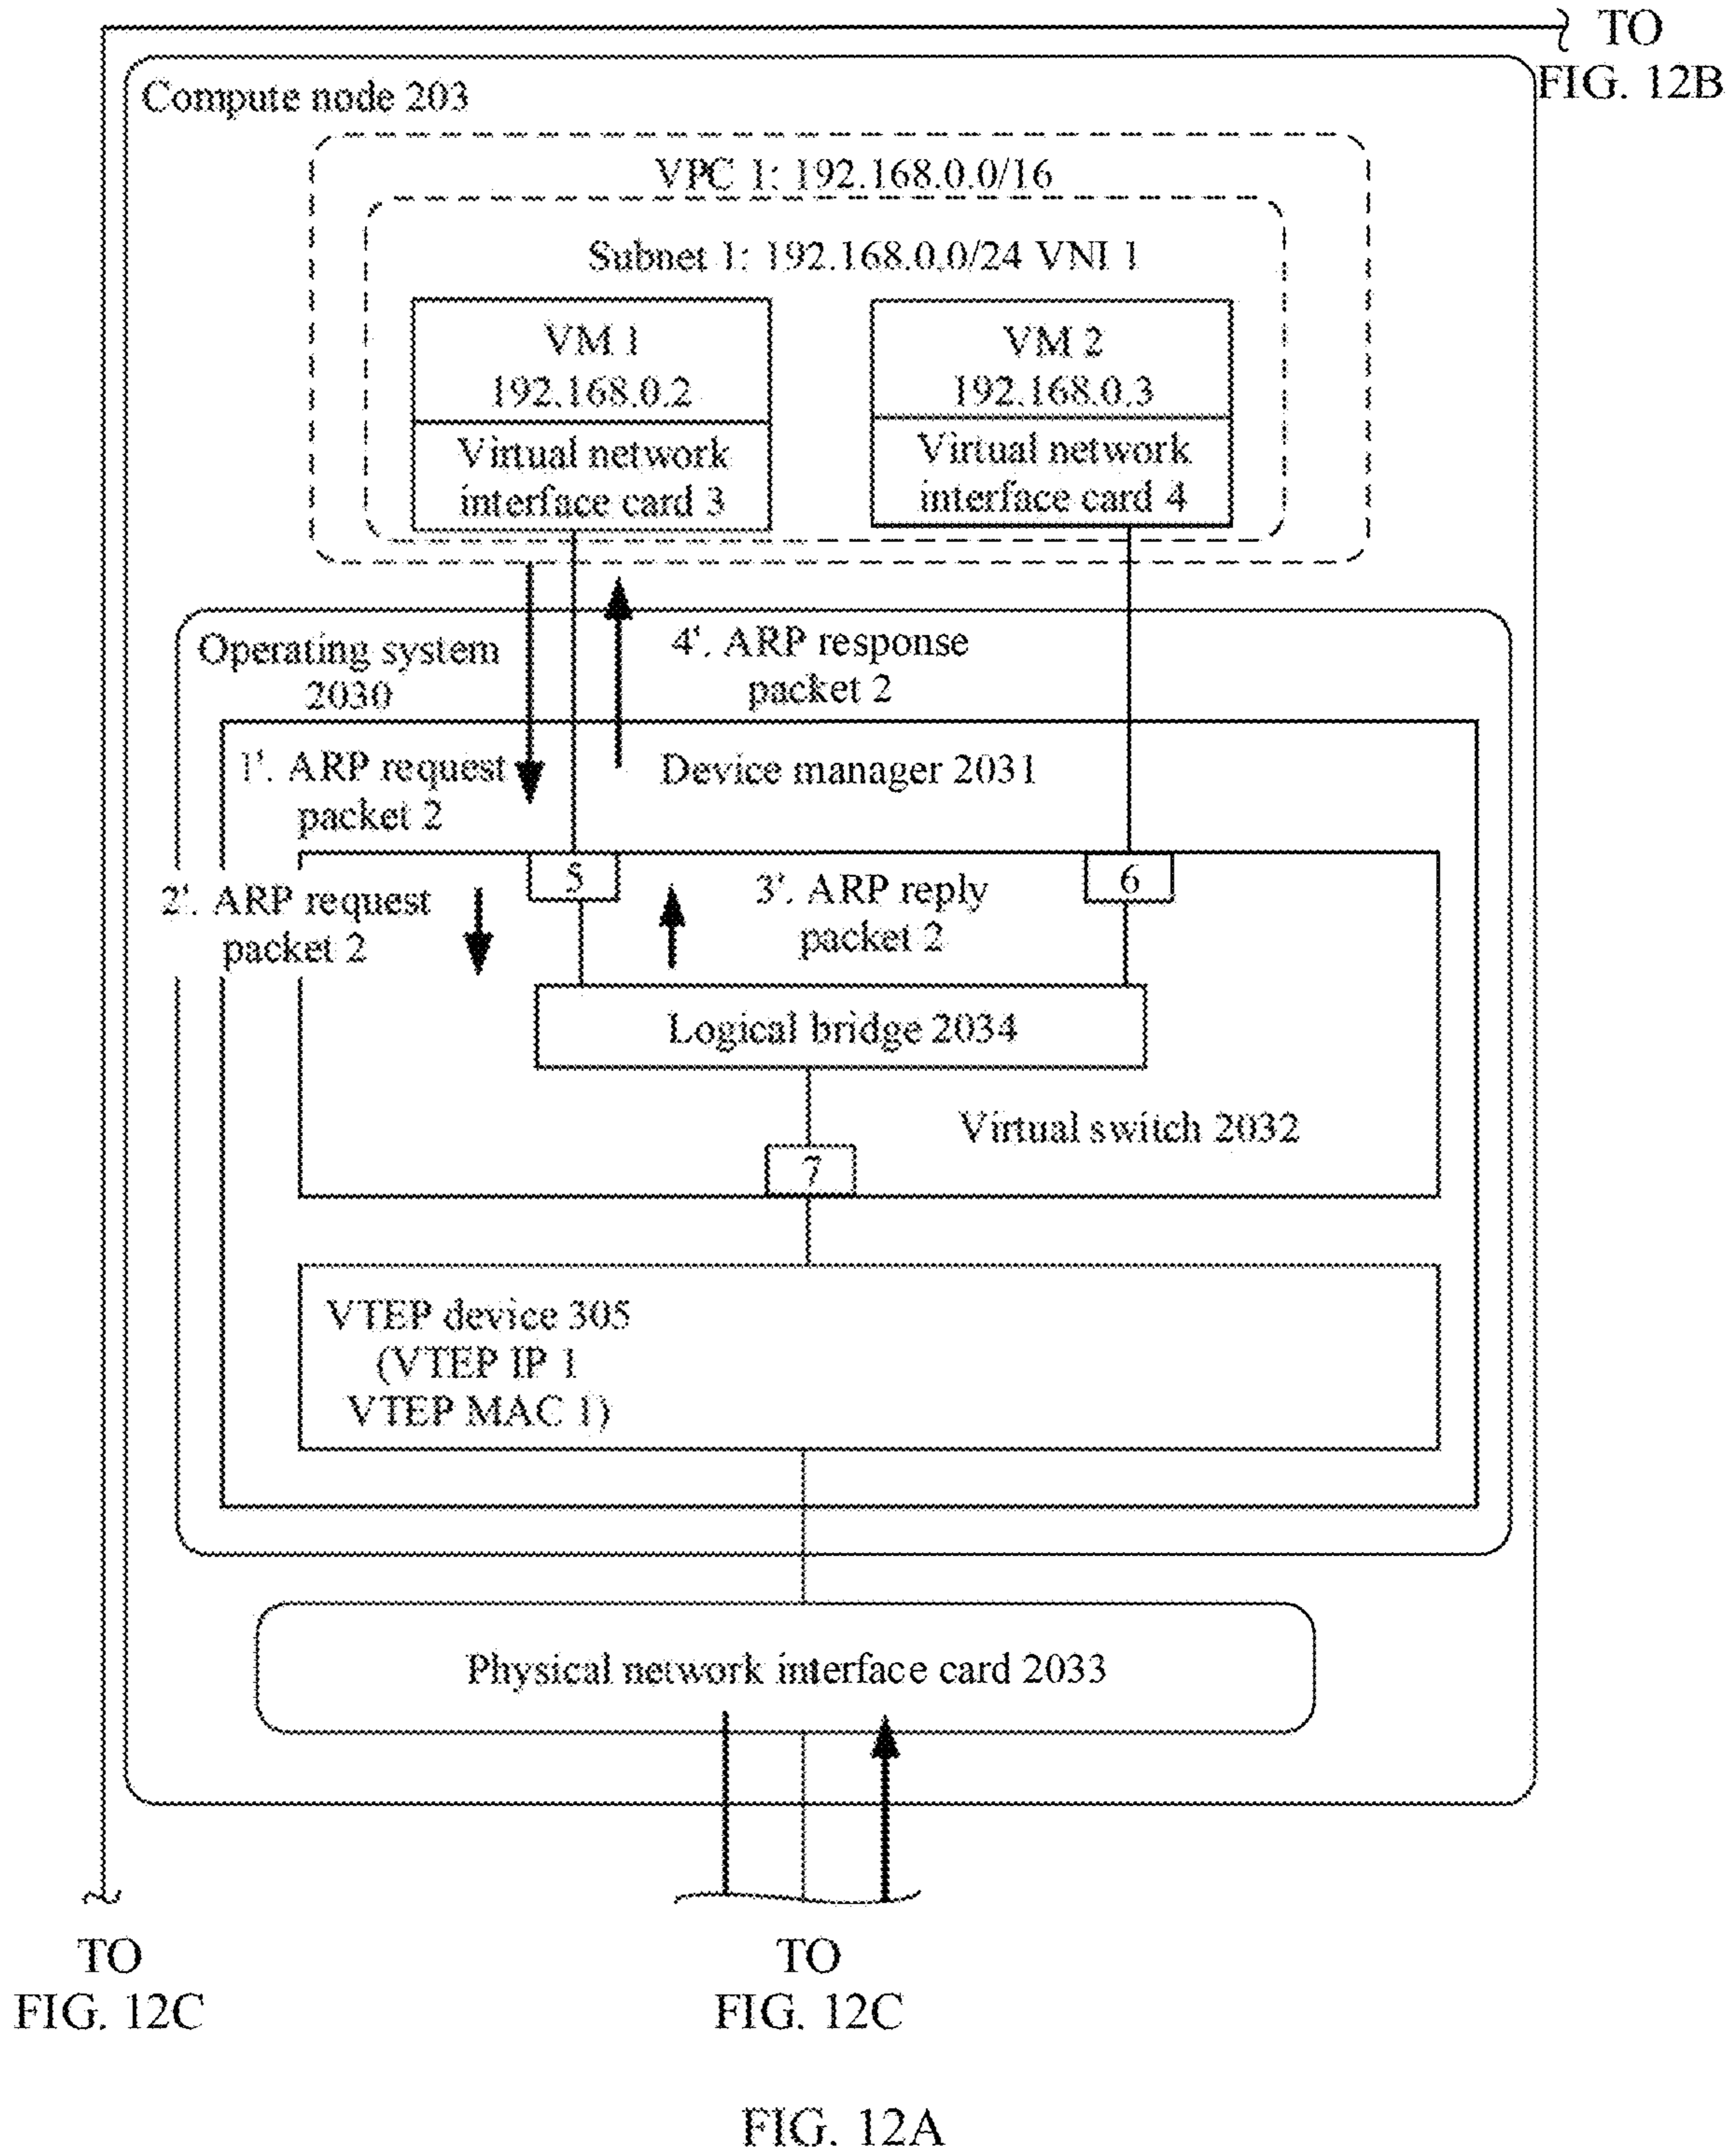 TO
FIG. 12B
Compute node 203
VPC 1: 192.168.0.0/16
Subnet 1: 192.168.0.0/24 VNI 1
VM 1
192.168.0.2
Virtual network
interface card 3
VM 2
192.168.0.3
Virtual network
interface card 4
Operating system
2030
4'. ARP response
packet 2
1'. ARP request
packet 2
Device manager 2031
5
6
2'. ARP request
packet 2
3'. ARP reply
packet 2
Logical bridge 2034
Virtual switch 2032
7
VTEP device 305
(VTEP IP 1
VTEP MAC 1)
Physical network interface card 2033
TO
FIG. 12C
TO
FIG. 12C
FIG. 12A